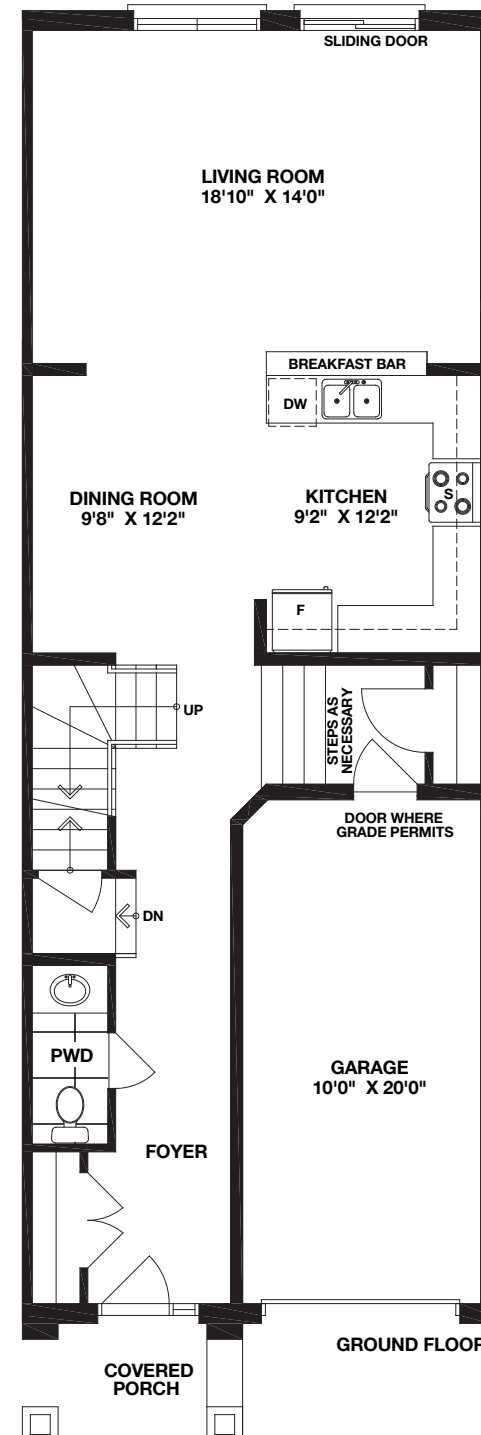 SLIDING DOOR
LIVING ROOM
18'10" X 14'0"
BREAKFAST BAR
DW
DINING ROOM
9'8" X 12'2"
KITCHEN
9'2" X 12'2"
S
F
UP
STEPS AS
NECESSARY
DOOR WHERE
GRADE PERMITS
DN
PWD
GARAGE
10'0" X 20'0"
FOYER
GROUND FLOOR
COVERED
PORCH